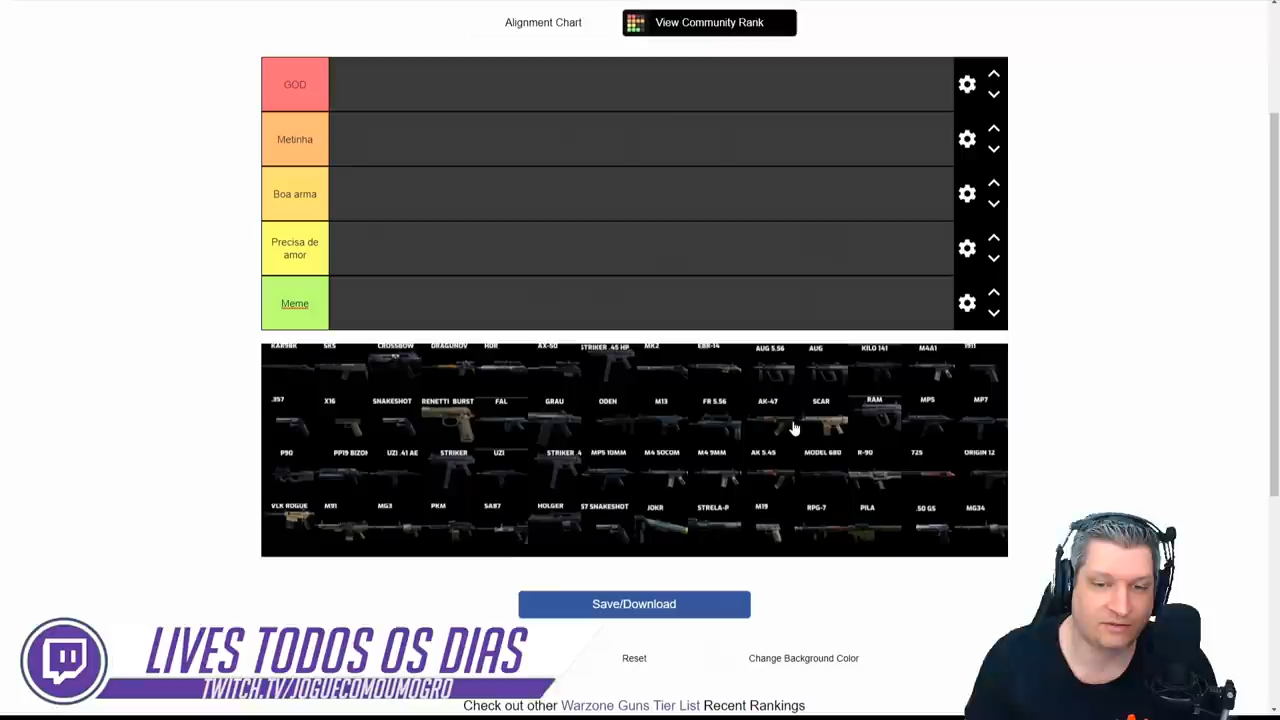 Alignment Chart
View Community Rank
GOD
Metinha
Boa arma
Precisa de
amor
Meme
KAR98K SKS CROSSBOW DRAGUNOV HDR AX-50 STRIKER .45 HP MK2 EBR-14 AUG 5.56 AUG KILO 141 M4A1 1911
.357 X16 SNAKESHOT RENETTI BURST FAL GRAU ODEN M13 FR 5.56 AK-47 SCAR RAM MP5 MP7
P90 PP19 BIZON UZI .41 AE STRIKER UZI STRIKER .4 MP5 10MM M4 SOCOM M4 9MM AK 5.45 MODEL 680 R-90 725 ORIGIN 12
VLK ROGUE M91 MG3 PKM SA87 HOLGER 57 SNAKESHOT JOKR STRELA-P M19 RPG-7 PILA .50 GS MG34
Save/Download
LIVES TODOS OS DIAS
TWITCH.TV/JOGUECOMOUMOGRO
Reset
Change Background Color
Check out other Warzone Guns Tier List Recent Rankings